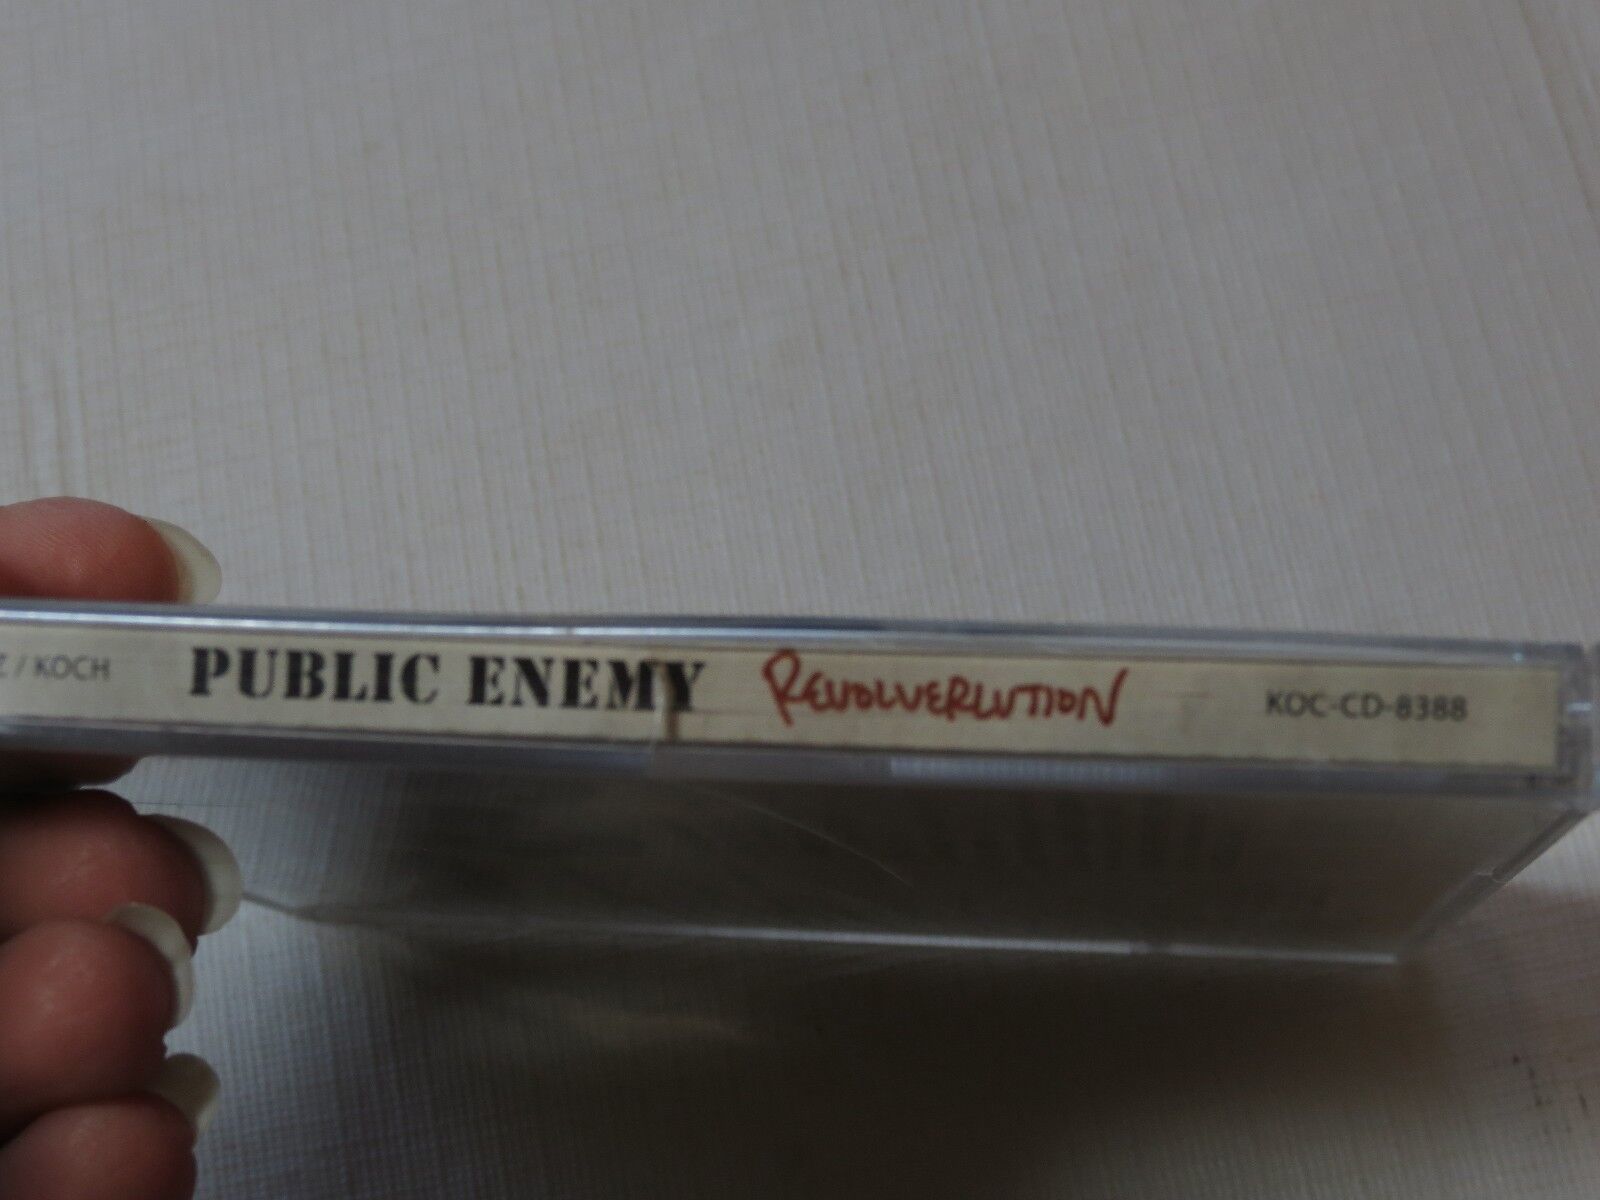 Z / KOCH PUBLIC ENEMY REVOLVERLUTION KOC-CD-8388